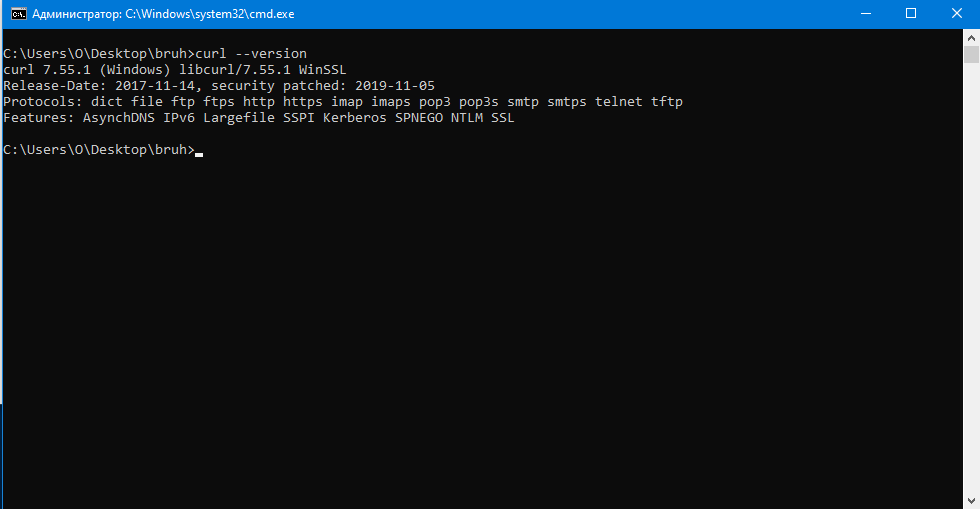 Администратор: C:\Windows\system32\cmd.exe
C:\Users\O\Desktop\bruh>curl --version
curl 7.55.1 (Windows) libcurl/7.55.1 WinSSL
Release-Date: 2017-11-14, security patched: 2019-11-05
Protocols: dict file ftp ftps http https imap imaps pop3 pop3s smtp smtps telnet tftp
Features: AsynchDNS IPv6 Largefile SSPI Kerberos SPNEGO NTLM SSL
C:\Users\O\Desktop\bruh>